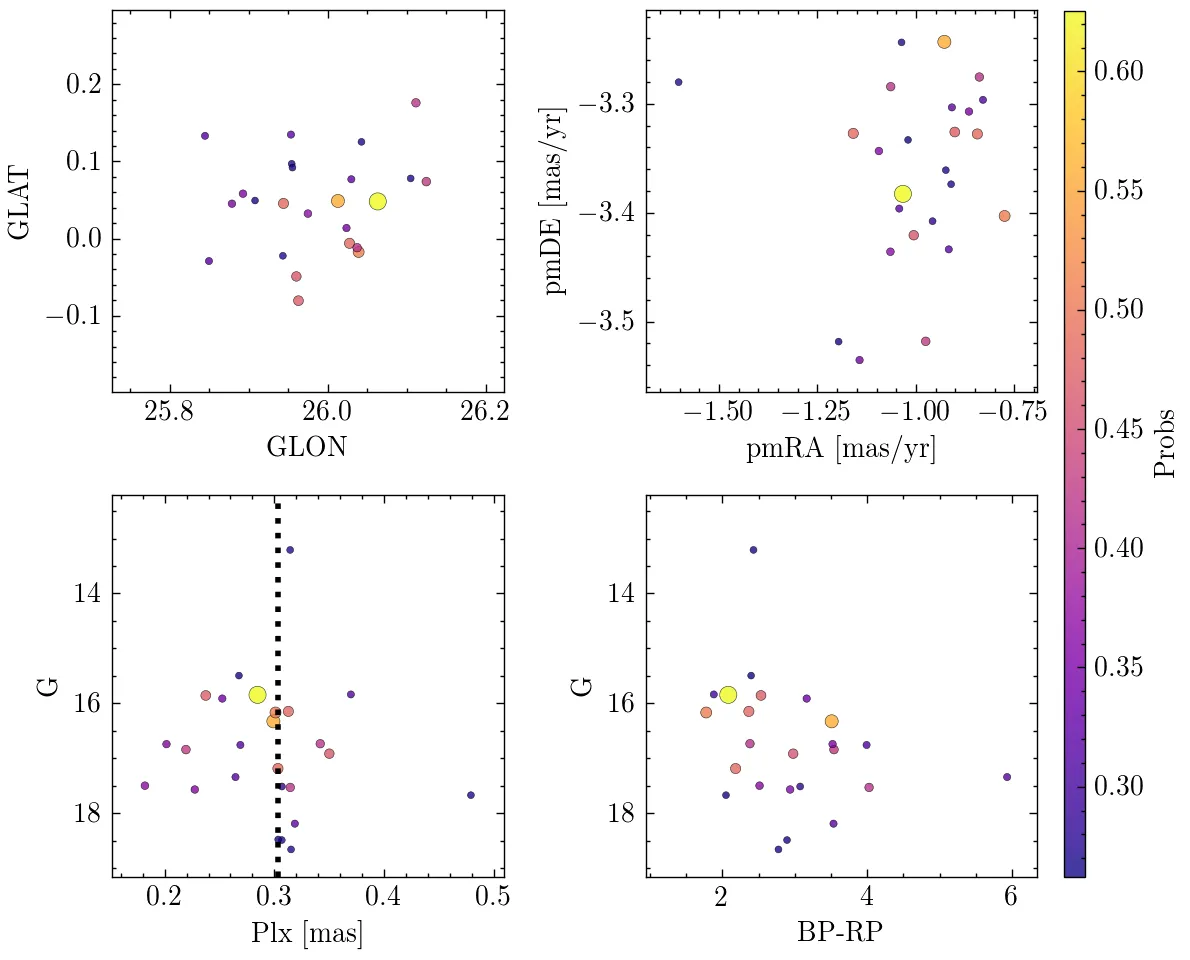 GLAT
0.2
0.1
0.0
−0.1
25.8 26.0 26.2
GLON
pmDE [mas/yr]
−3.3
−3.4
−3.5
−1.50 −1.25 −1.00 −0.75
pmRA [mas/yr]
G
14
16
18
0.2 0.3 0.4 0.5
Plx [mas]
G
14
16
18
2 4 6
BP-RP
0.60
0.55
0.50
0.45
0.40
0.35
0.30
Probs